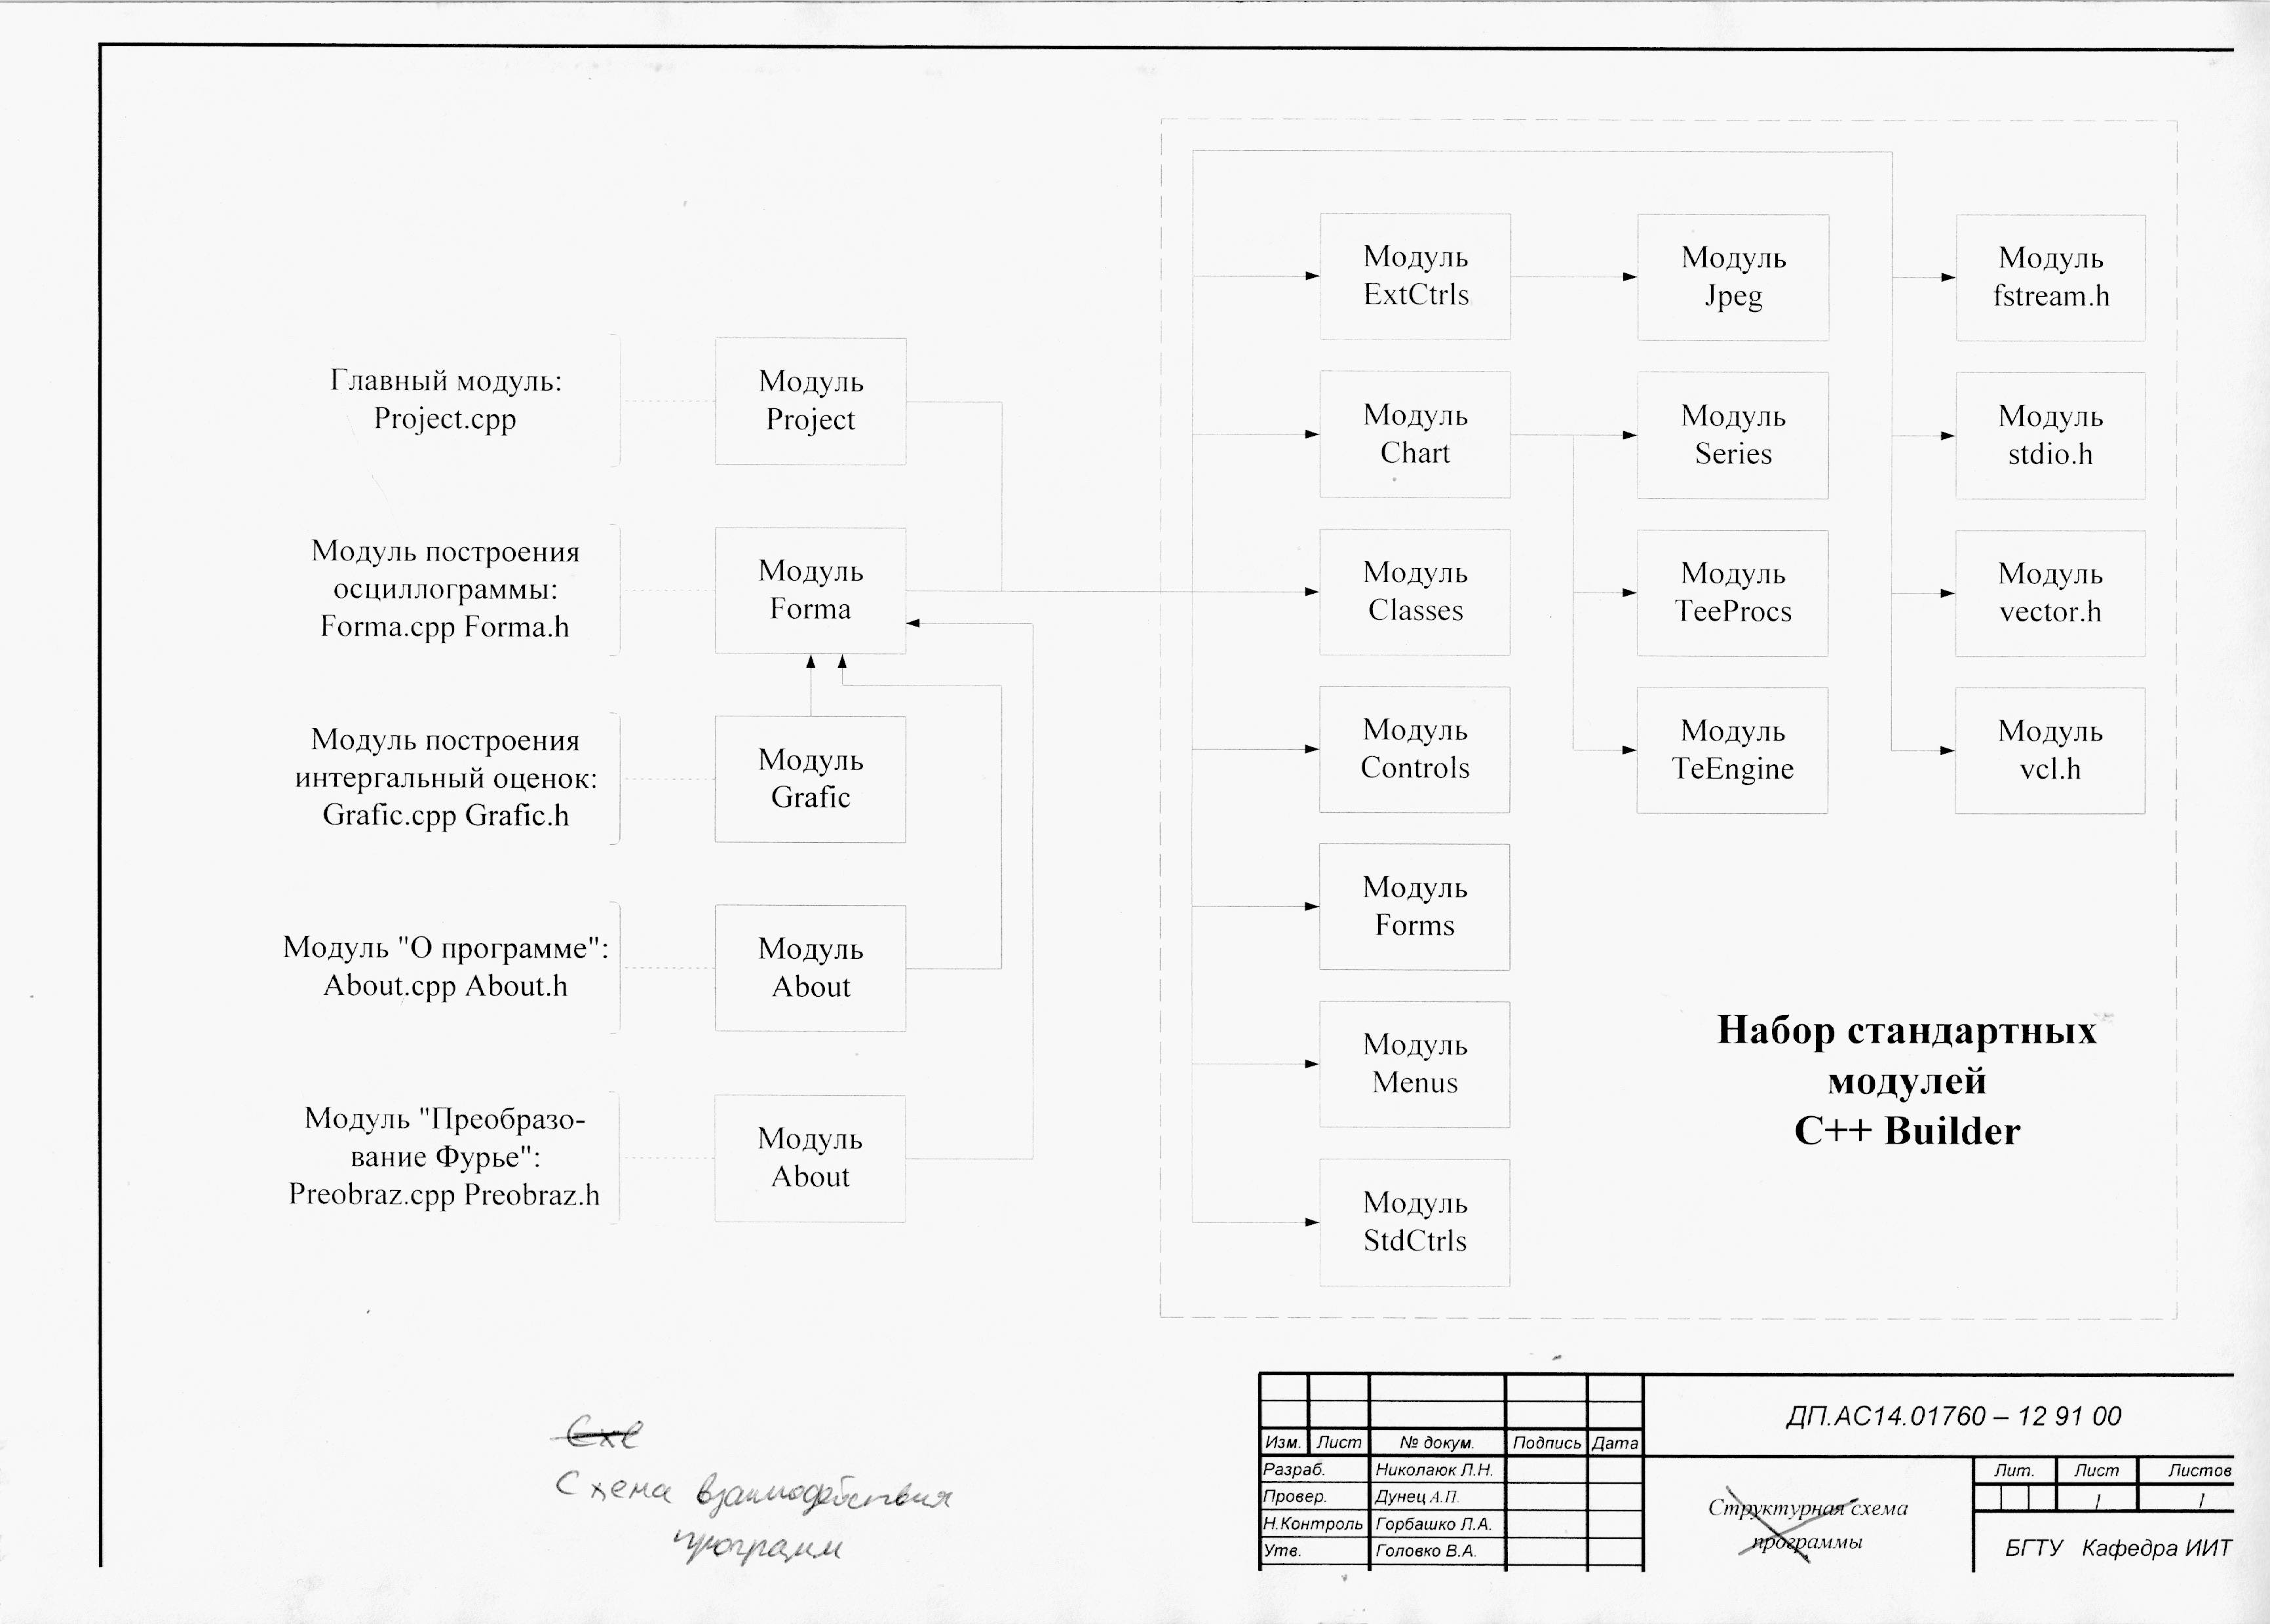 Главный модуль:
Project.cpp
Модуль
Project
Модуль построения
осциллограммы:
Forma.cpp Forma.h
Модуль
Forma
Модуль построения
интергальный оценок:
Grafic.cpp Grafic.h
Модуль
Grafic
Модуль "О программе":
About.cpp About.h
Модуль
About
Модуль "Преобразо-
вание Фурье":
Preobraz.cpp Preobraz.h
Модуль
About
Модуль
ExtCtrls
Модуль
Jpeg
Модуль
fstream.h
Модуль
Chart
Модуль
Series
Модуль
stdio.h
Модуль
Classes
Модуль
TeeProcs
Модуль
vector.h
Модуль
Controls
Модуль
TeEngine
Модуль
vcl.h
Модуль
Forms
Модуль
Menus
Модуль
StdCtrls
Набор стандартных
модулей
C++ Builder
Схе
Схема взаимодействия
программ
ДП.АС14.01760 – 12 91 00
Изм. Лист № докум. Подпись Дата
Разраб. Николаюк Л.Н.
Провер. Дунец А.П.
Н.Контроль Горбашко Л.А.
Утв. Головко В.А.
Структурная схема
программы
Лит. Лист Листов
1 1
БГТУ Кафедра ИИТ